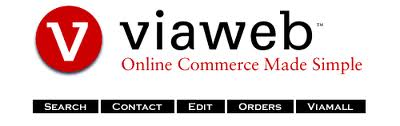 V viaweb™
Online Commerce Made Simple
SEARCH CONTACT EDIT ORDERS VIAMALL